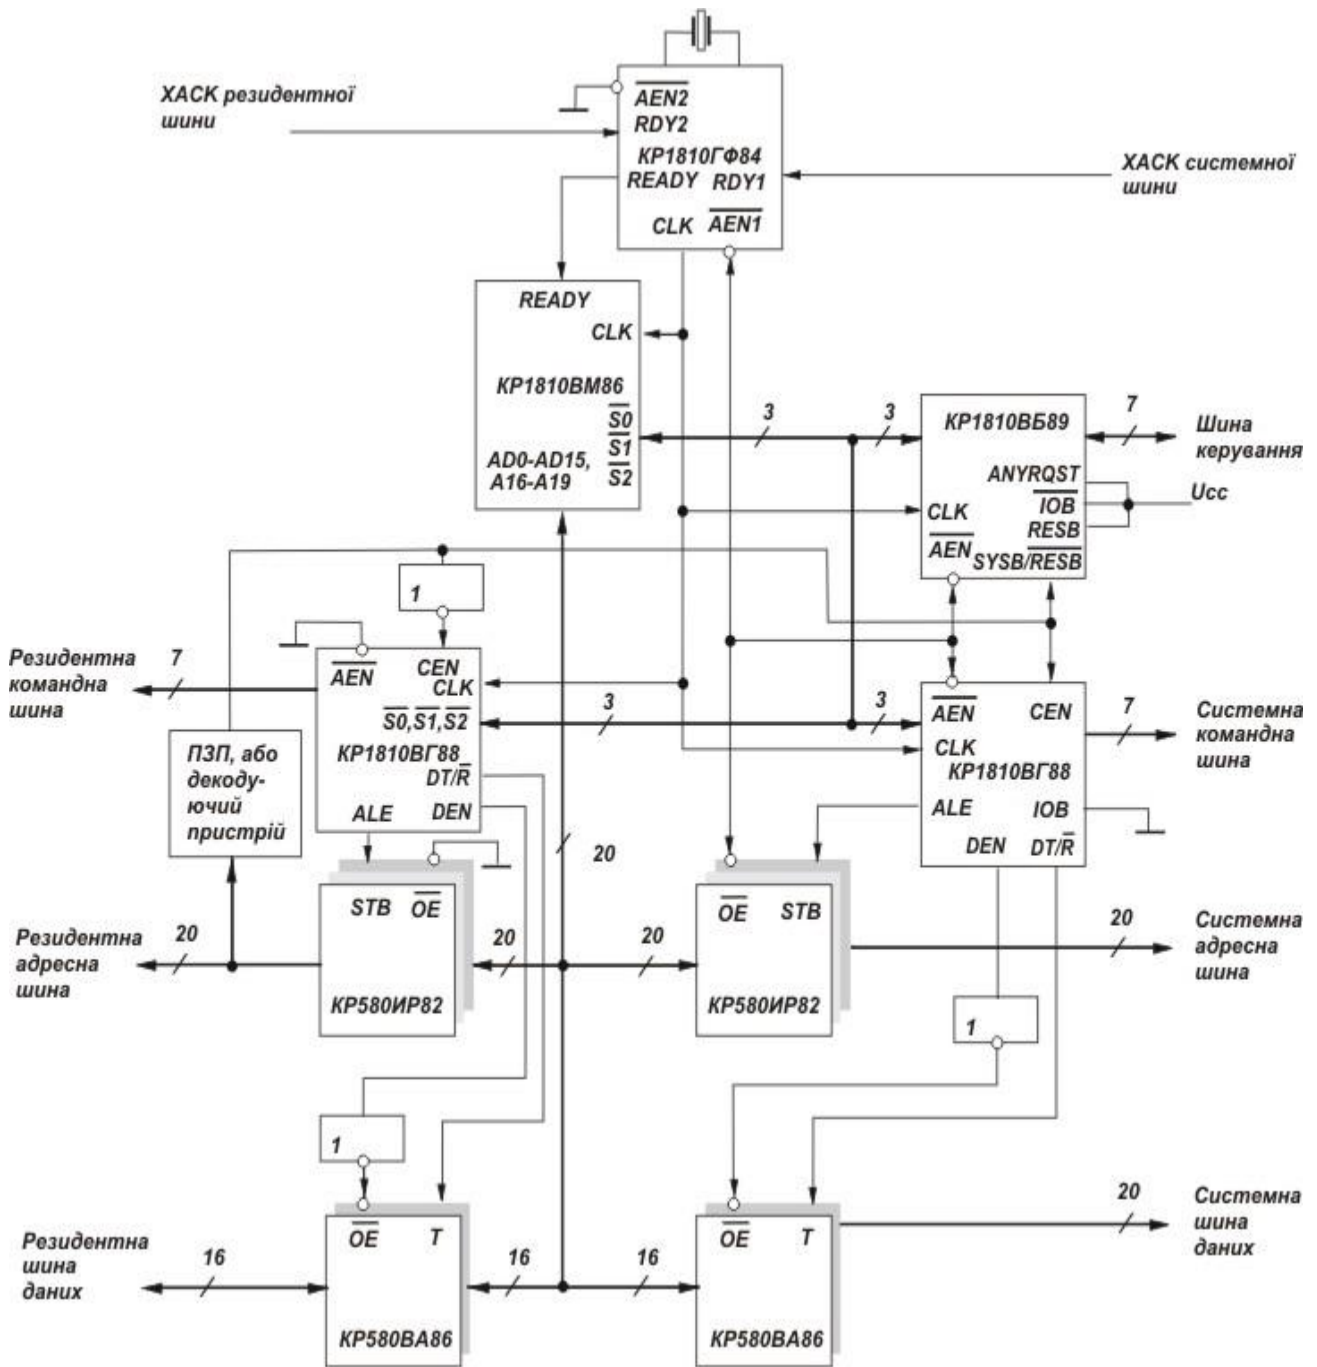 ХАСК резидентної
шини
AEN2
RDY2
КР1810ГФ84
READY RDY1
CLK AEN1
ХАСК системної
шини
READY
CLK
КР1810ВМ86
S0
S1
S2
AD0-AD15,
A16-A19
3
3
КР1810ВБ89
ANYRQST
IOB
RESB
CLK
AEN
SYSB/RESB
7
Шина
керування
Ucc
1
Резидентна
командна
шина
7
AEN
CEN
CLK
S0,S1,S2
КР1810ВГ88
DT/R
ALE
DEN
3
3
AEN
CEN
CLK
КР1810ВГ88
ALE
IOB
DEN
DT/R
7
Системна
командна
шина
ПЗП, або
декоду-
ючий
пристрій
20
STB OE
КР580ИР82
OE STB
КР580ИР82
Резидентна
адресна
шина
20
20
20
20
Системна
адресна
шина
1
1
OE T
КР580ВА86
OE T
КР580ВА86
Резидентна
шина
даних
16
16
16
20
Системна
шина
даних